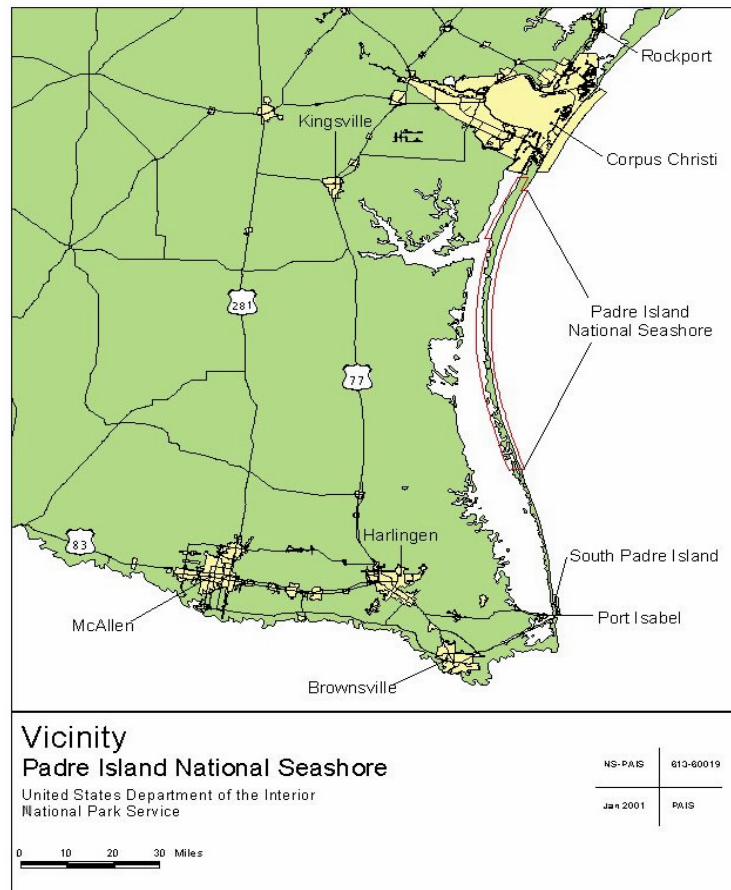 Rockport
Kingsville
Corpus Christi
281
Padre Island
National Seashore
77
83
Harlingen
South Padre Island
McAllen
Port Isabel
Brownsville
Vicinity
Padre Island National Seashore
United States Department of the Interior
National Park Service
NS-PAIS
613-60019
Jan 2001
PAIS
0 10 20 30 Miles